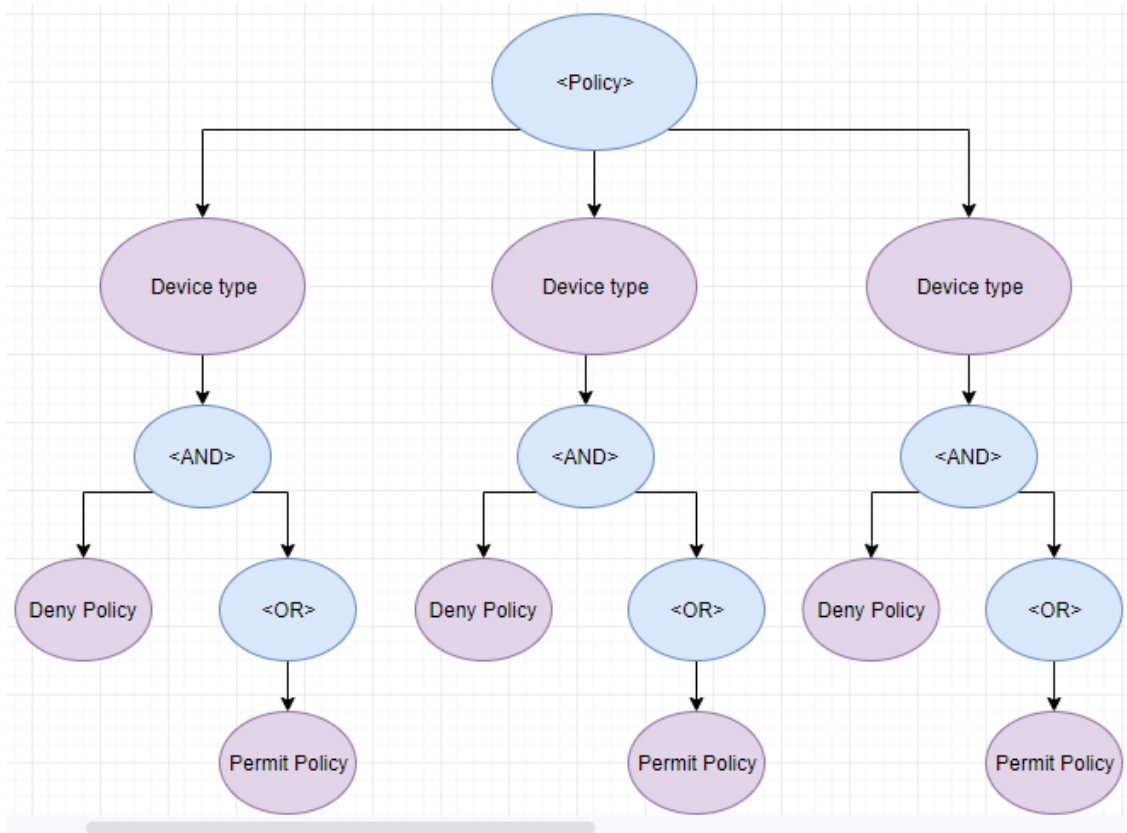 <Policy>
Device type
Device type
Device type
<AND>
<AND>
<AND>
Deny Policy
<OR>
Deny Policy
<OR>
Deny Policy
<OR>
Permit Policy
Permit Policy
Permit Policy